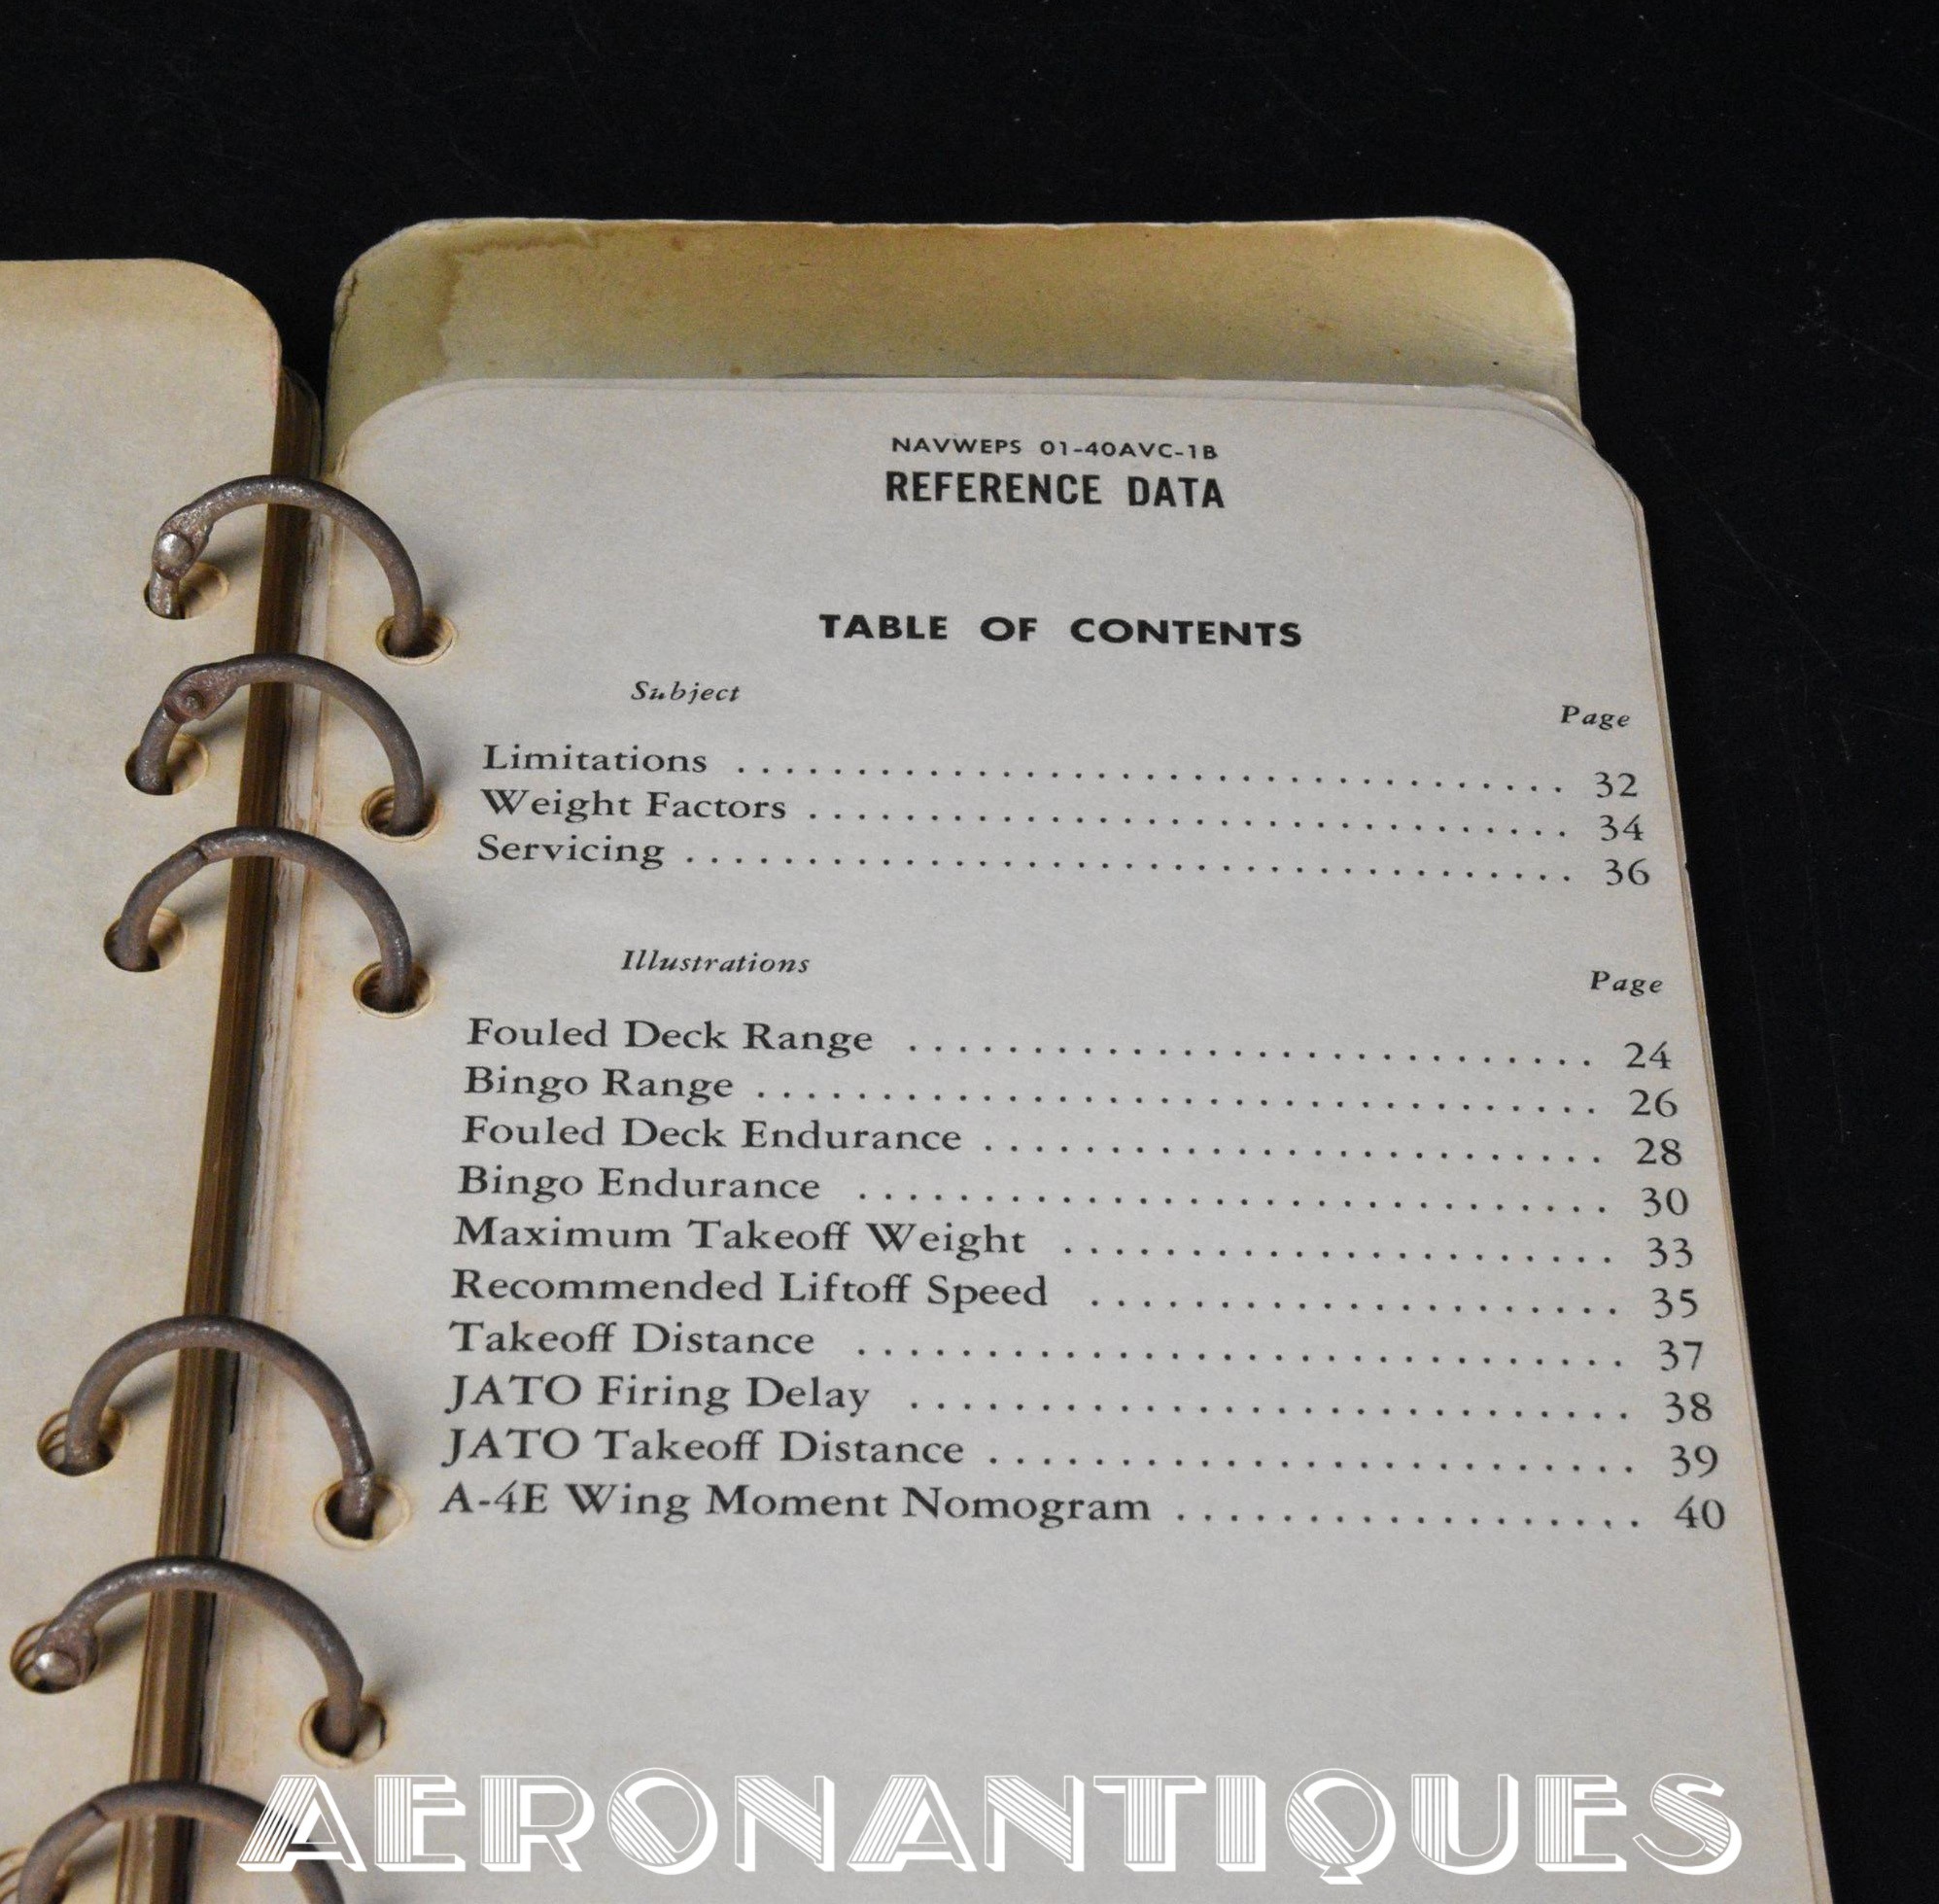 NAVWEPS 01-40AVC-1B
REFERENCE DATA
TABLE OF CONTENTS
Subject Page
Limitations ........................................ 32
Weight Factors ........................................ 34
Servicing ........................................ 36
Illustrations Page
Fouled Deck Range ........................................ 24
Bingo Range ........................................ 26
Fouled Deck Endurance ........................................ 28
Bingo Endurance ........................................ 30
Maximum Takeoff Weight ........................................ 33
Recommended Liftoff Speed ........................................ 35
Takeoff Distance ........................................ 37
JATO Firing Delay ........................................ 38
JATO Takeoff Distance ........................................ 39
A-4E Wing Moment Nomogram ........................................ 40
AERONANTIQUES